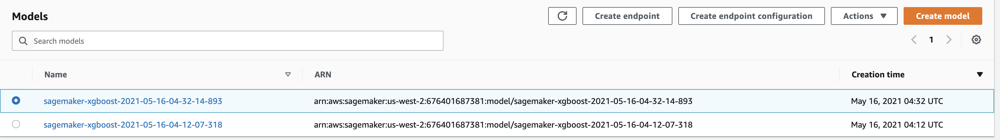 Models
Create endpoint
Create endpoint configuration
Actions
Create model
Search models
1
Name
ARN
Creation time
sagemaker-xgboost-2021-05-16-04-32-14-893 arn:aws:sagemaker:us-west-2:676401687381:model/sagemaker-xgboost-2021-05-16-04-32-14-893 May 16, 2021 04:32 UTC
sagemaker-xgboost-2021-05-16-04-12-07-318 arn:aws:sagemaker:us-west-2:676401687381:model/sagemaker-xgboost-2021-05-16-04-12-07-318 May 16, 2021 04:12 UTC